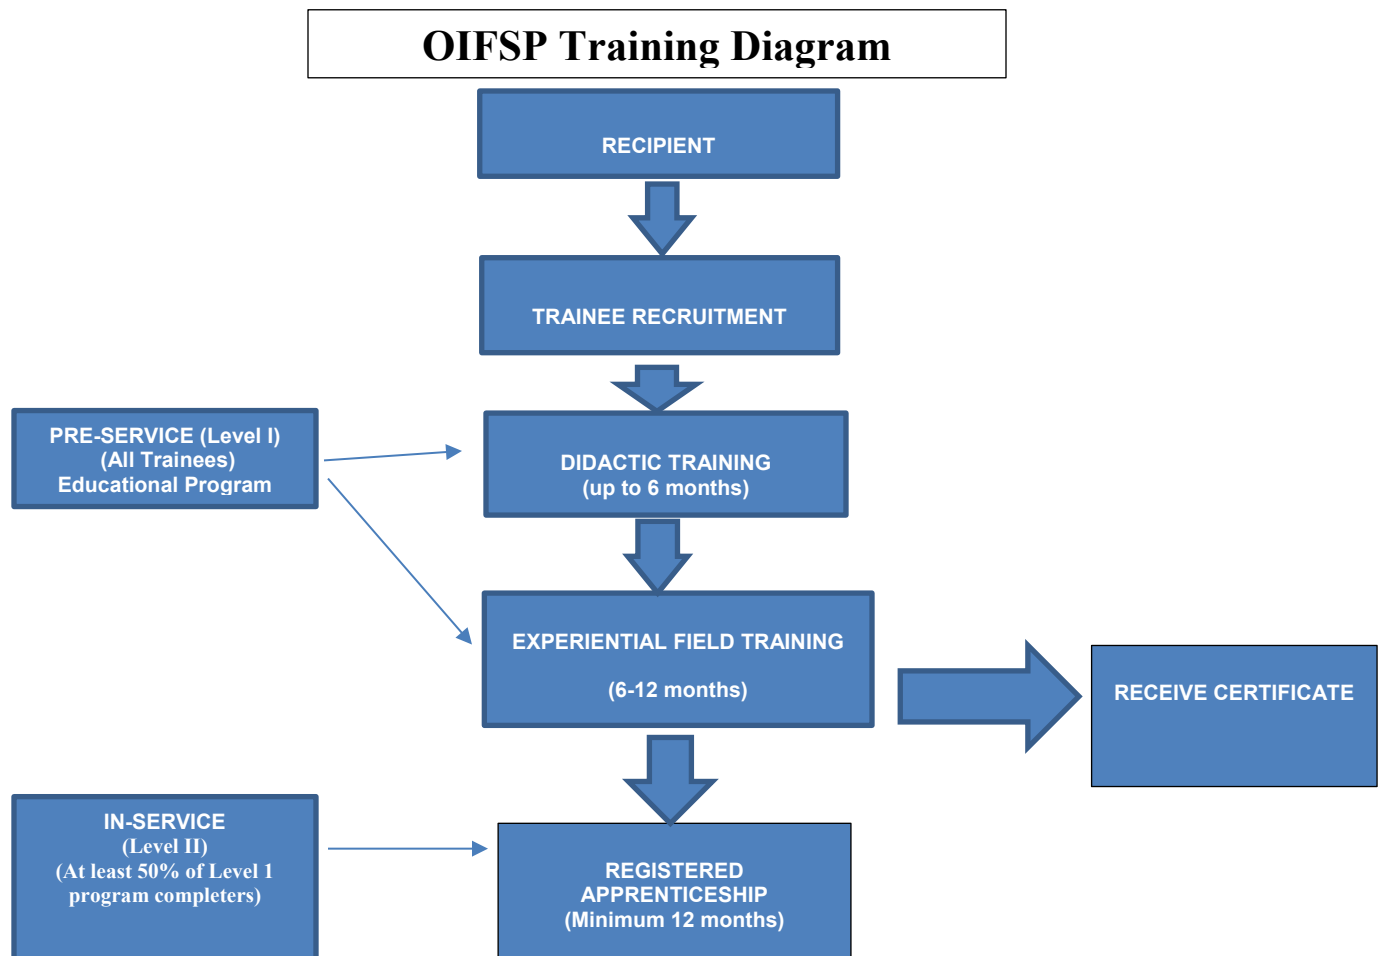 OIFSP Training Diagram
RECIPIENT
TRAINEE RECRUITMENT
PRE-SERVICE (Level I)
(All Trainees)
Educational Program
DIDACTIC TRAINING
(up to 6 months)
EXPERIENTIAL FIELD TRAINING
(6-12 months)
RECEIVE CERTIFICATE
IN-SERVICE
(Level II)
(At least 50% of Level 1
program completers)
REGISTERED
APPRENTICESHIP
(Minimum 12 months)